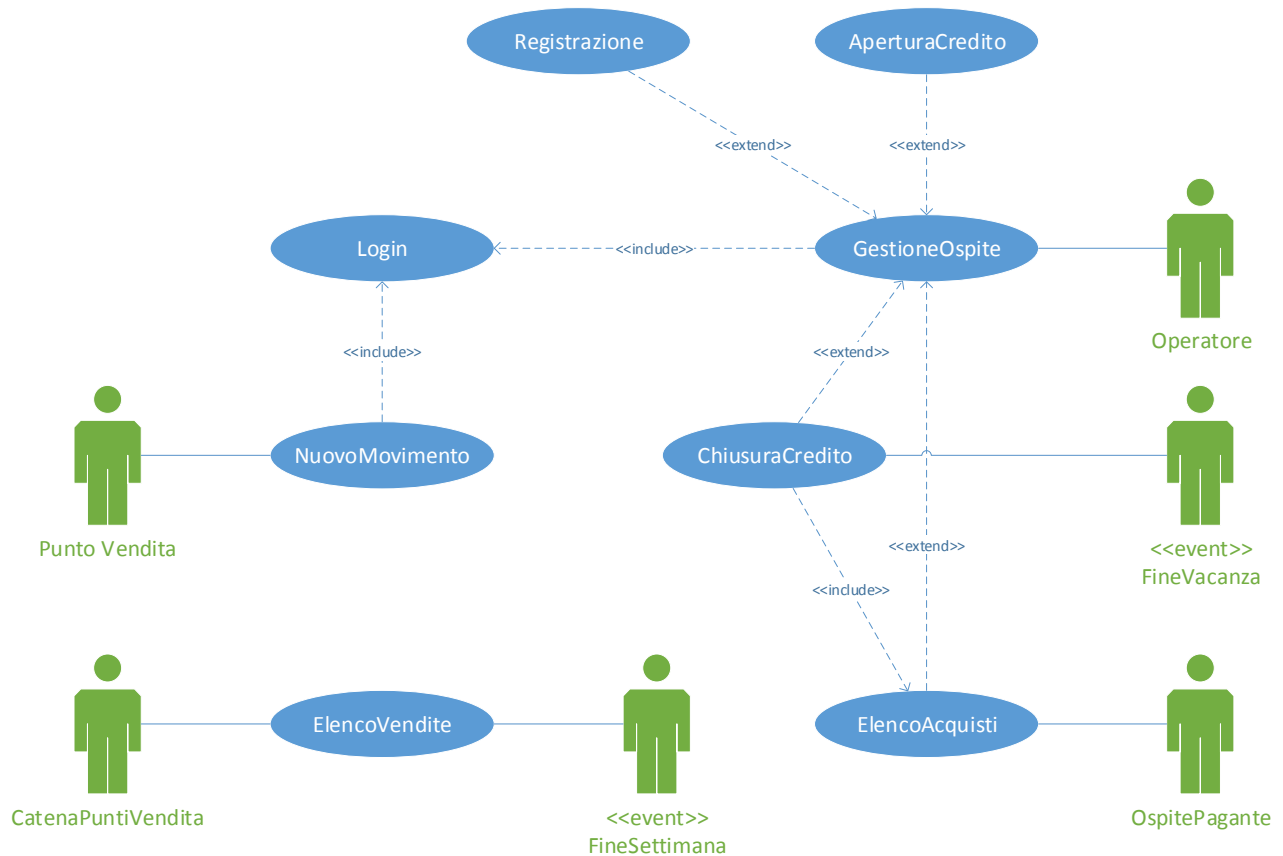 Registrazione
AperturaCredito
<<extend>>
<<extend>>
Login
<<include>>
GestioneOspite
Operatore
<<include>>
<<extend>>
NuovoMovimento
ChiusuraCredito
Punto Vendita
<<extend>>
<<event>>
FineVacanza
<<include>>
ElencoVendite
ElencoAcquisti
CatenaPuntiVendita
<<event>>
FineSettimana
OspitePagante